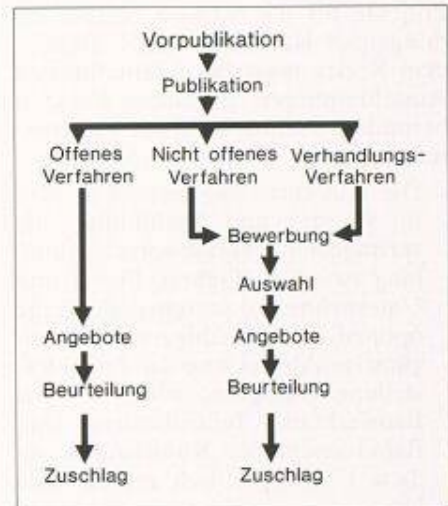 Vorpublikation
Publikation
Offenes
Verfahren
Nicht offenes
Verfahren
Verhandlungs-
Verfahren
Bewerbung
Auswahl
Angebote
Angebote
Beurteilung
Beurteilung
Zuschlag
Zuschlag